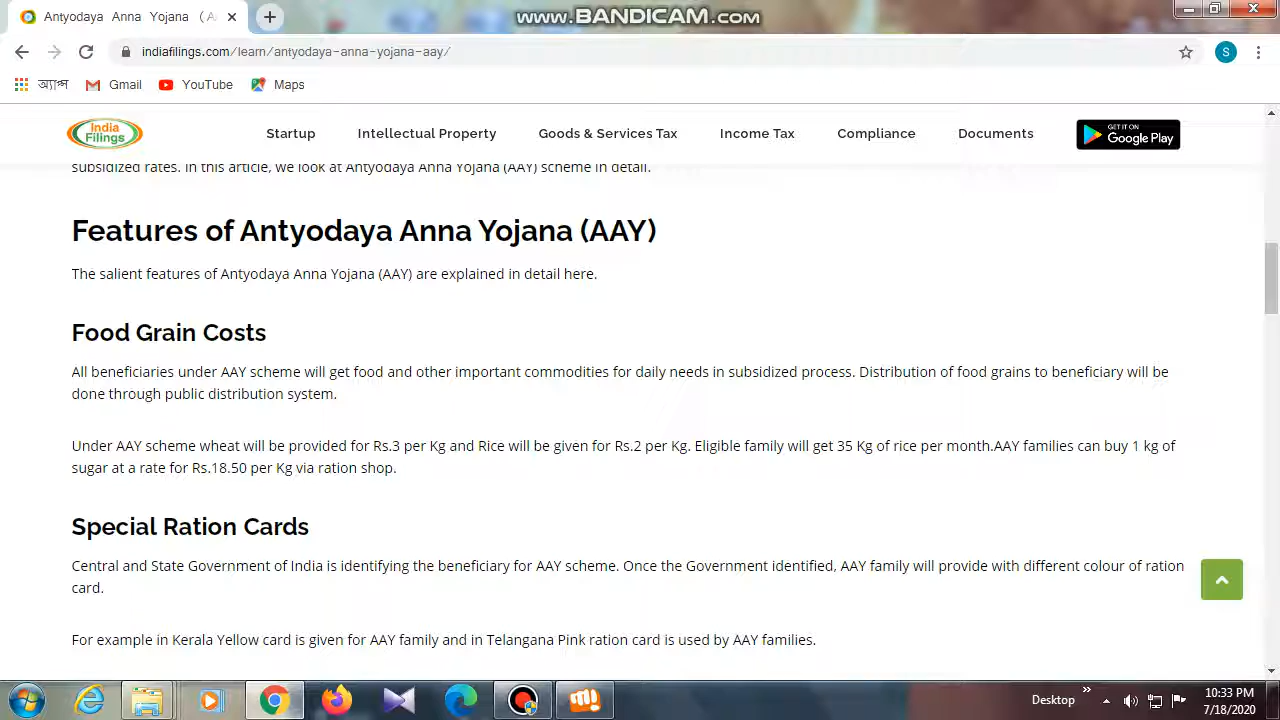 Antyodaya Anna Yojana (A
www.BANDICAM.com
indiafilings.com/learn/antyodaya-anna-yojana-aay/
S
অ্যাপ্স Gmail YouTube Maps
India Filings
Startup Intellectual Property Goods & Services Tax Income Tax Compliance Documents GET IT ON Google Play
subsidized rates. In this article, we look at Antyodaya Anna Yojana (AAY) scheme in detail.
Features of Antyodaya Anna Yojana (AAY)
The salient features of Antyodaya Anna Yojana (AAY) are explained in detail here.
Food Grain Costs
All beneficiaries under AAY scheme will get food and other important commodities for daily needs in subsidized process. Distribution of food grains to beneficiary will be
done through public distribution system.
Under AAY scheme wheat will be provided for Rs.3 per Kg and Rice will be given for Rs.2 per Kg. Eligible family will get 35 Kg of rice per month.AAY families can buy 1 kg of
sugar at a rate for Rs.18.50 per Kg via ration shop.
Special Ration Cards
Central and State Government of India is identifying the beneficiary for AAY scheme. Once the Government identified, AAY family will provide with different colour of ration
card.
For example in Kerala Yellow card is given for AAY family and in Telangana Pink ration card is used by AAY families.
Desktop
10:33 PM
7/18/2020